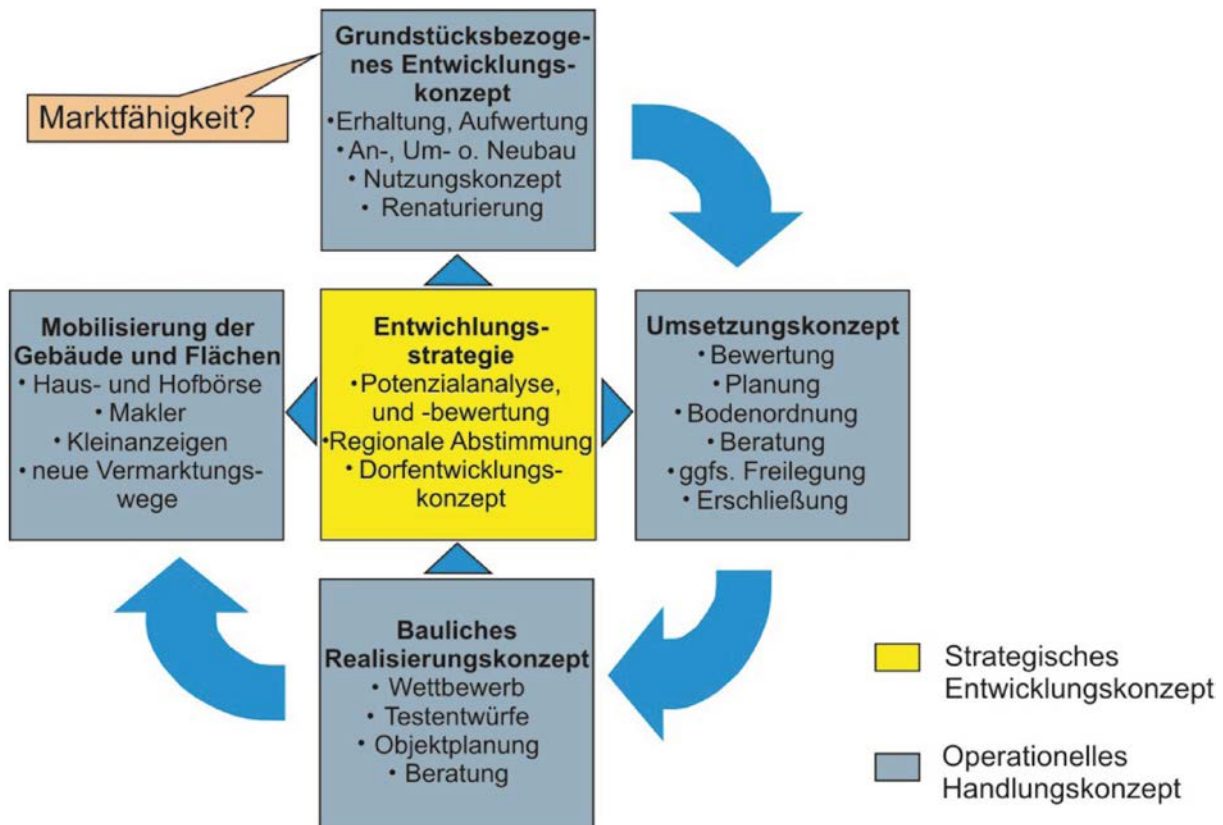 Grundstücksbezoge-
nes Entwicklungs-
konzept
• Erhaltung, Aufwertung
• An-, Um- o. Neubau
• Nutzungskonzept
• Renaturierung
Marktfähigkeit?
Mobilisierung der
Gebäude und Flächen
• Haus- und Hofbörse
• Makler
• Kleinanzeigen
• neue Vermarktungs-
wege
Entwichlungs-
strategie
• Potenzialanalyse,
und -bewertung
• Regionale Abstimmung
• Dorfentwicklungs-
konzept
Umsetzungskonzept
• Bewertung
• Planung
• Bodenordnung
• Beratung
• ggfs. Freilegung
• Erschließung
Bauliches
Realisierungskonzept
• Wettbewerb
• Testentwürfe
• Objektplanung
• Beratung
Strategisches
Entwicklungskonzept
Operationelles
Handlungskonzept